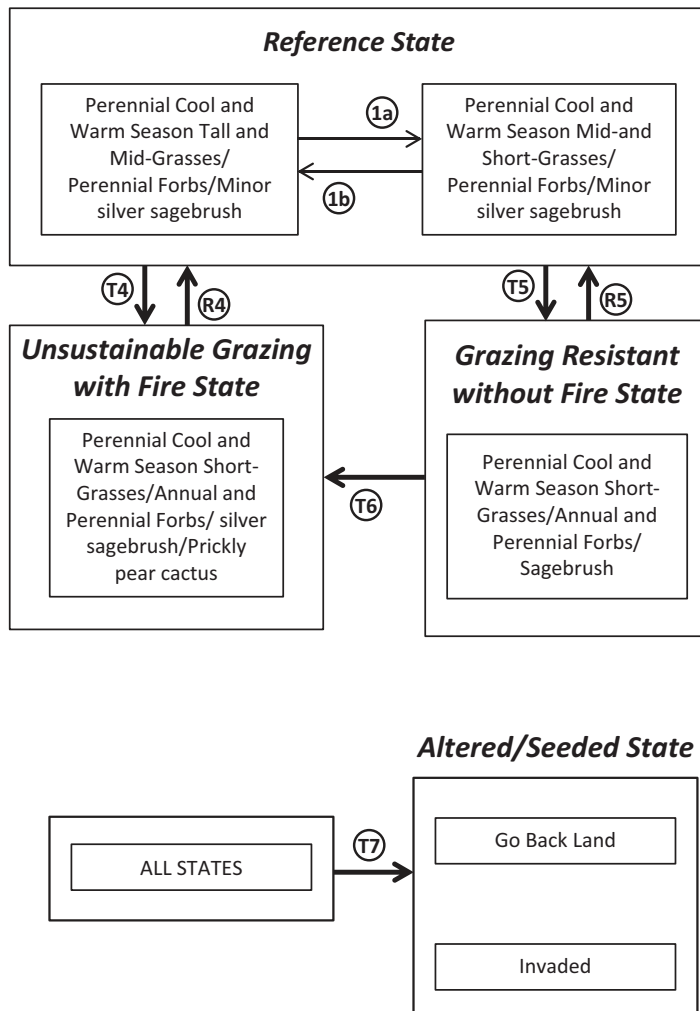 Reference State
Perennial Cool and
Warm Season Tall and
Mid-Grasses/
Perennial Forbs/Minor
silver sagebrush
1a
1b
Perennial Cool and
Warm Season Mid-and
Short-Grasses/
Perennial Forbs/Minor
silver sagebrush
T4
R4
T5
R5
Unsustainable Grazing
with Fire State
Perennial Cool and
Warm Season Short-
Grasses/Annual and
Perennial Forbs/ silver
sagebrush/Prickly
pear cactus
T6
Grazing Resistant
without Fire State
Perennial Cool and
Warm Season Short-
Grasses/Annual and
Perennial Forbs/
Sagebrush
ALL STATES
T7
Altered/Seeded State
Go Back Land
Invaded